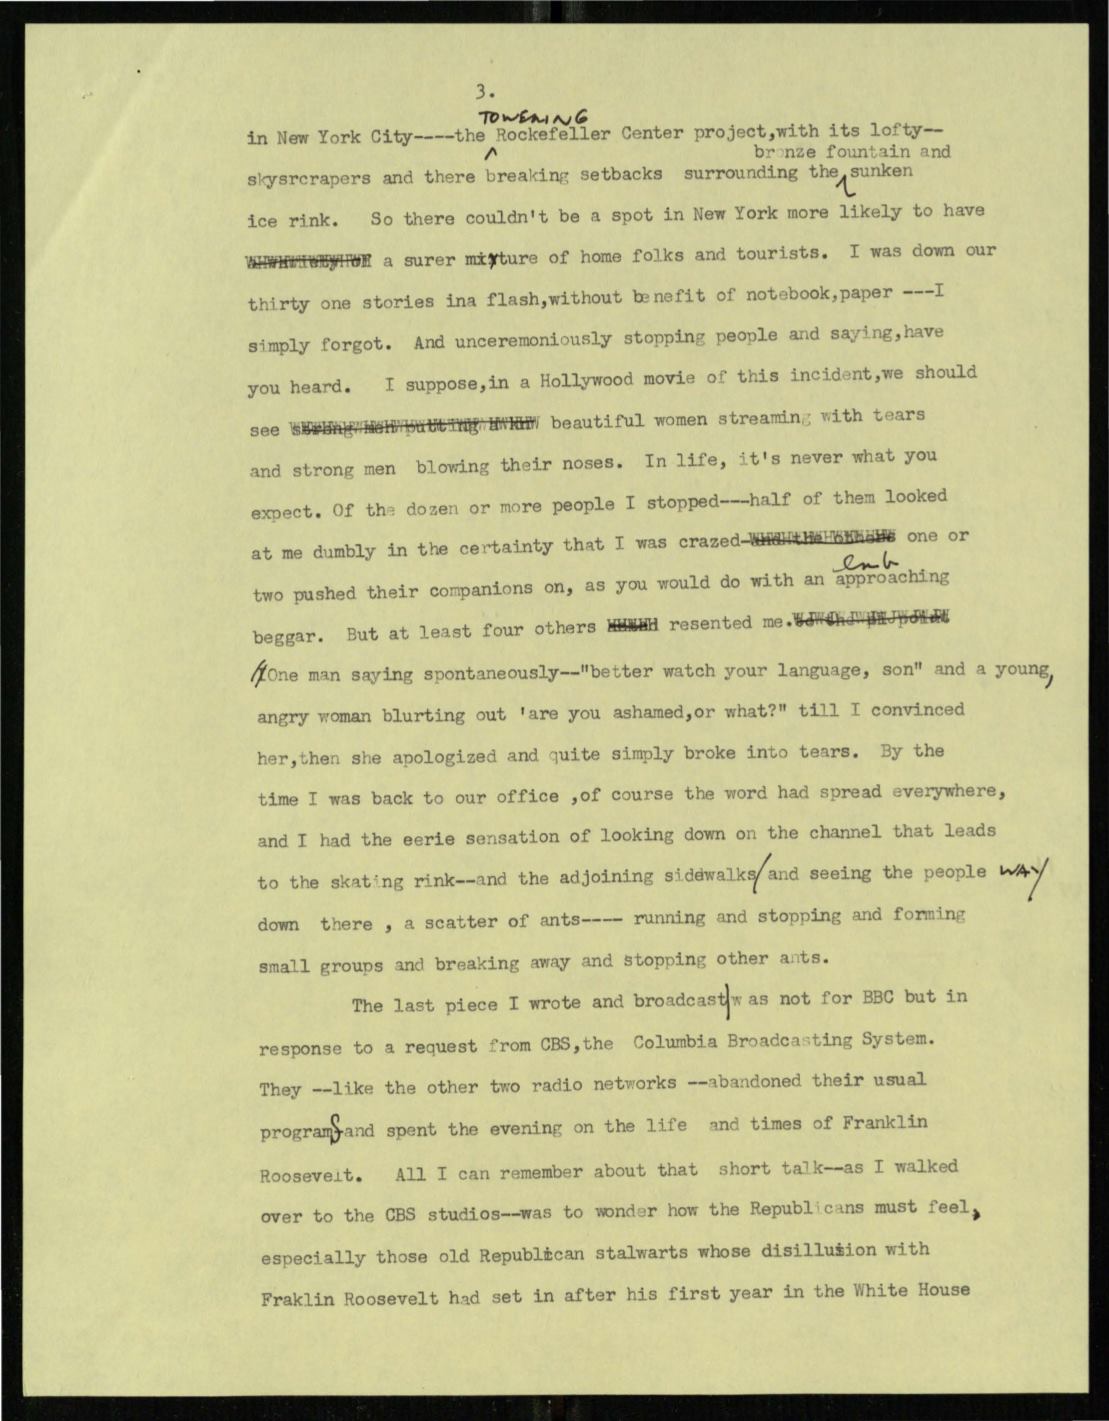 3.
TOWERING
in New York City----the Rockefeller Center project,with its lofty--
bronze fountain and
skysrcrapers and there breaking setbacks surrounding the sunken
ice rink. So there couldn't be a spot in New York more likely to have
a surer mixture of home folks and tourists. I was down our
thirty one stories ina flash,without benefit of notebook,paper ---I
simply forgot. And unceremoniously stopping people and saying,have
you heard. I suppose,in a Hollywood movie of this incident,we should
see strong men putting beautiful women streaming with tears
and strong men blowing their noses. In life, it's never what you
expect. Of the dozen or more people I stopped---half of them looked
at me dumbly in the certainty that I was crazed-and the others one or
two pushed their companions on, as you would do with an approaching
beggar. But at least four others resented me.
One man saying spontaneously--"better watch your language, son" and a young,
angry woman blurting out 'are you ashamed,or what?" till I convinced
her,then she apologized and quite simply broke into tears. By the
time I was back to our office ,of course the word had spread everywhere,
and I had the eerie sensation of looking down on the channel that leads
to the skating rink--and the adjoining sidewalks/and seeing the people WAY
down there , a scatter of ants---- running and stopping and forming
small groups and breaking away and stopping other ants.
The last piece I wrote and broadcast|w as not for BBC but in
response to a request from CBS,the Columbia Broadcasting System.
They --like the other two radio networks --abandoned their usual
programs and spent the evening on the life and times of Franklin
Roosevelt. All I can remember about that short talk--as I walked
over to the CBS studios--was to wonder how the Republicans must feel,
especially those old Republican stalwarts whose disillusion with
Fraklin Roosevelt had set in after his first year in the White House